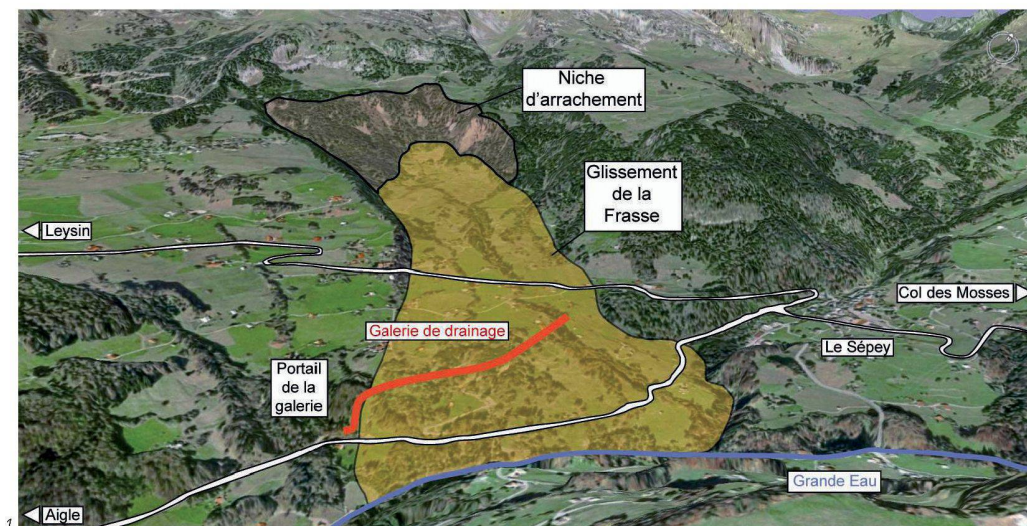 Niche
d'arrachement
Glissement
de la
Frasse
Leysin
Col des Mosses
Galerie de drainage
Le Sépey
Portail
de la
galerie
Grande Eau
Aigle
1